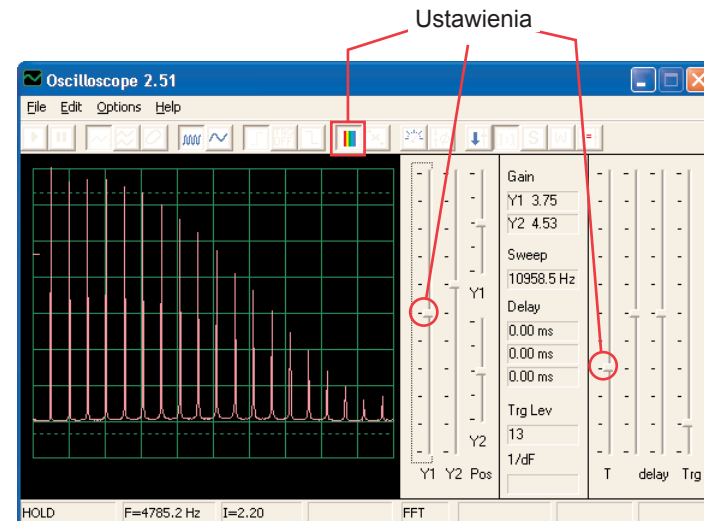 Ustawienia
Oscilloscope 2.51
File Edit Options Help
Gain
Y1 3.75
Y2 4.53
Sweep
10958.5 Hz
Y1
Delay
0.00 ms
0.00 ms
0.00 ms
Trg Lev
13
Y2
1/dF
Y1 Y2 Pos T delay Trg
HOLD F=4785.2 Hz I=2.20 FFT